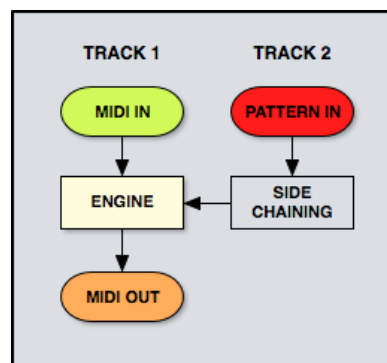 TRACK 1
TRACK 2
MIDI IN
PATTERN IN
ENGINE
SIDE
CHAINING
MIDI OUT